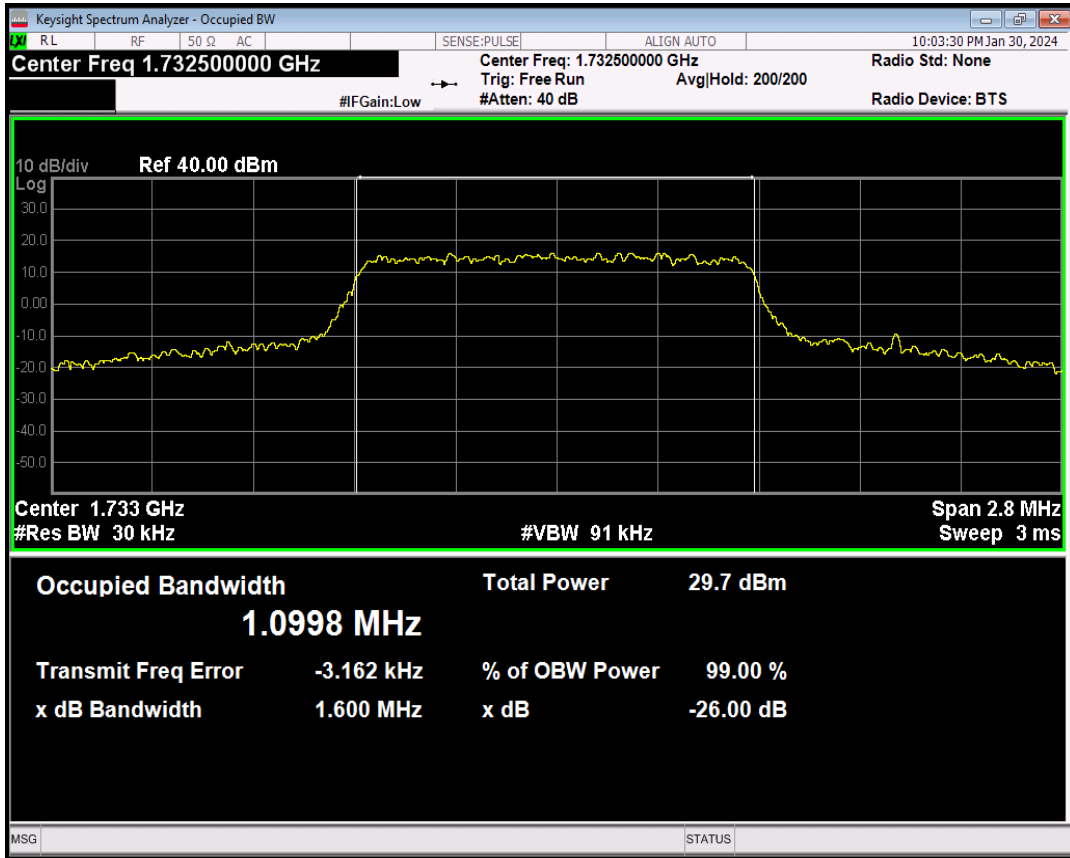 Keysight Spectrum Analyzer - Occupied BW
LXI RL RF 50 Ω AC SENSE:PULSE ALIGN AUTO 10:03:30 PM Jan 30, 2024
Center Freq 1.732500000 GHz Center Freq: 1.732500000 GHz Radio Std: None
Trig: Free Run Avg|Hold: 200/200
#IFGain:Low #Atten: 40 dB Radio Device: BTS
10 dB/div Ref 40.00 dBm
Log
30.0
20.0
10.0
0.00
-10.0
-20.0
-30.0
-40.0
-50.0
Center 1.733 GHz Span 2.8 MHz
#Res BW 30 kHz #VBW 91 kHz Sweep 3 ms
Occupied Bandwidth Total Power 29.7 dBm
1.0998 MHz
Transmit Freq Error -3.162 kHz % of OBW Power 99.00 %
x dB Bandwidth 1.600 MHz x dB -26.00 dB
MSG STATUS